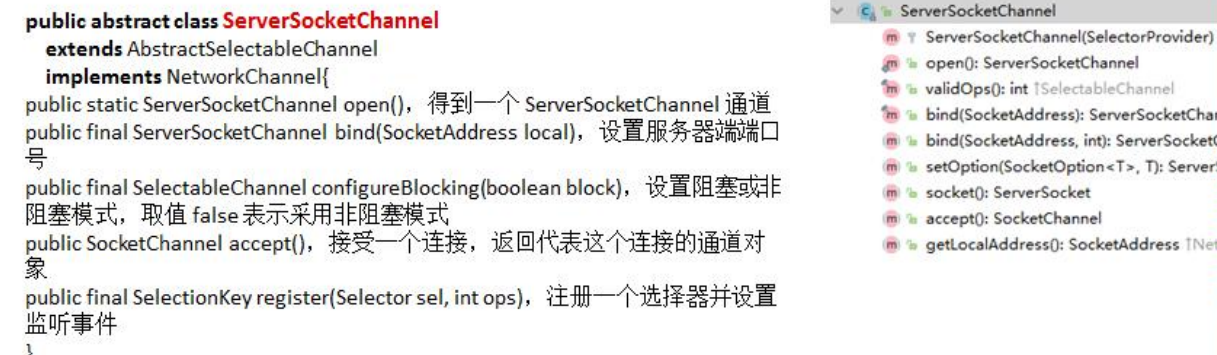 public abstract class ServerSocketChannel
extends AbstractSelectableChannel
implements NetworkChannel{
public static ServerSocketChannel open()，得到一个 ServerSocketChannel 通道
public final ServerSocketChannel bind(SocketAddress local)，设置服务器端端口
号
public final SelectableChannel configureBlocking(boolean block)，设置阻塞或非
阻塞模式，取值 false 表示采用非阻塞模式
public SocketChannel accept()，接受一个连接，返回代表这个连接的通道对
象
public final SelectionKey register(Selector sel, int ops)，注册一个选择器并设置
监听事件
}
ServerSocketChannel
ServerSocketChannel(SelectorProvider)
open(): ServerSocketChannel
validOps(): int ↑SelectableChannel
bind(SocketAddress): ServerSocketChan
bind(SocketAddress, int): ServerSocket
setOption(SocketOption<T>, T): Server
socket(): ServerSocket
accept(): SocketChannel
getLocalAddress(): SocketAddress ↑Net